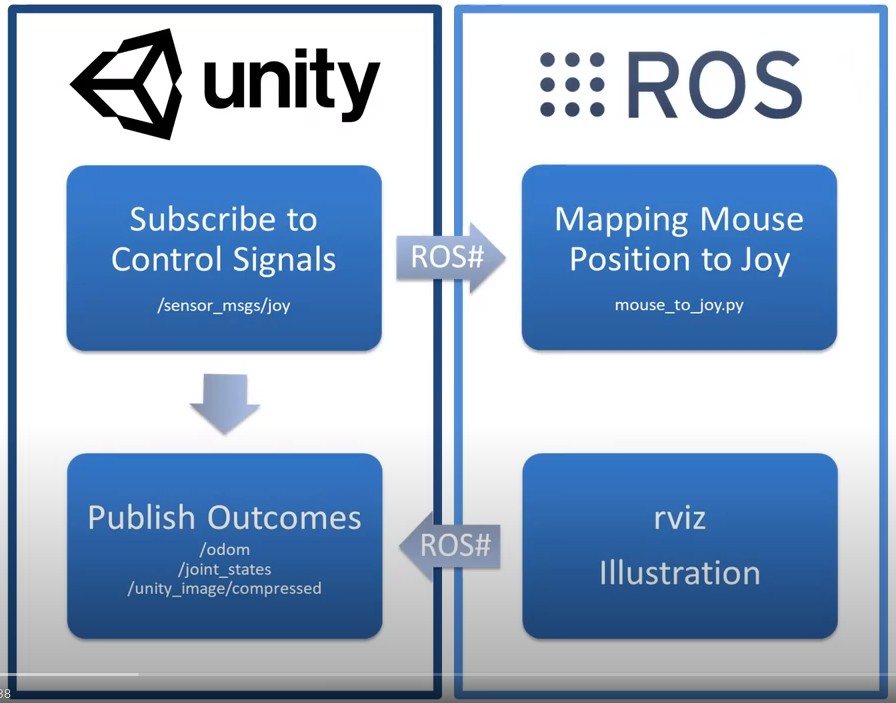 unity
ROS
Subscribe to
Control Signals
/sensor_msgs/joy
ROS#
Mapping Mouse
Position to Joy
mouse_to_joy.py
Publish Outcomes
/odom
/joint_states
/unity_image/compressed
ROS#
rviz
Illustration